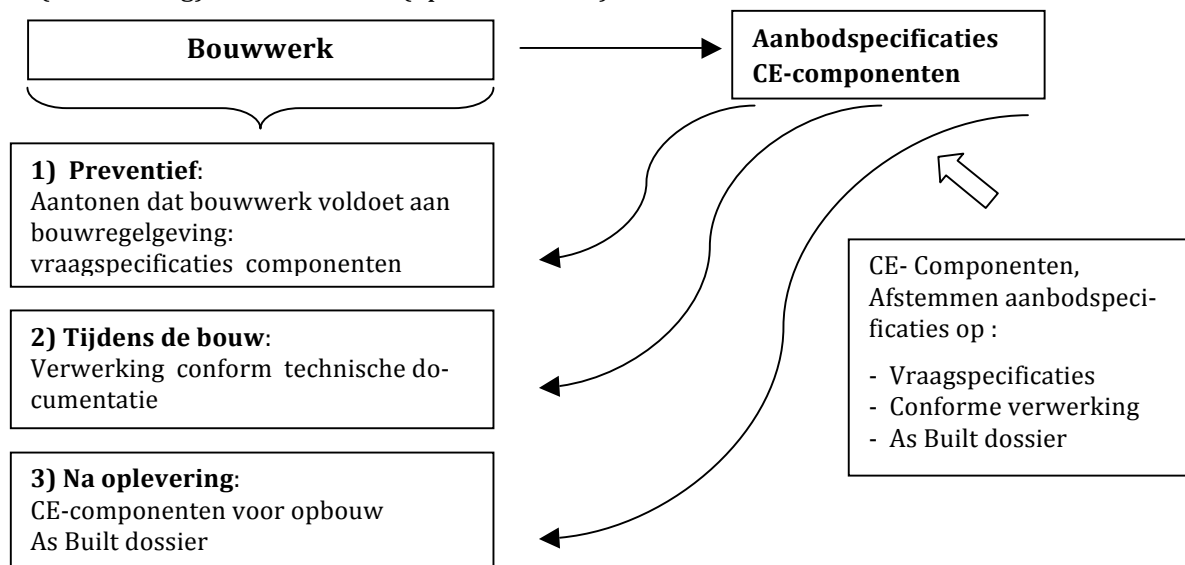 Bouwwerk
Aanbodspecificaties
CE-componenten
1) Preventief:
Aantonen dat bouwwerk voldoet aan
bouwregelgeving:
vraagspecificaties componenten
2) Tijdens de bouw:
Verwerking conform technische do-
cumentatie
3) Na oplevering:
CE-componenten voor opbouw
As Built dossier
CE- Componenten,
Afstemmen aanbodspeci-
ficaties op :
- Vraagspecificaties
- Conforme verwerking
- As Built dossier